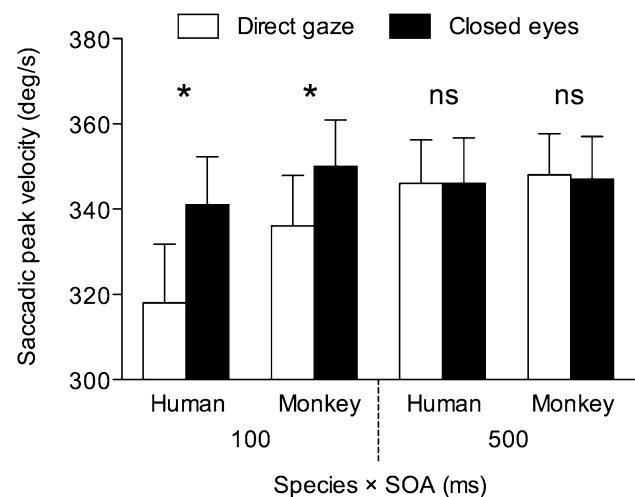 Direct gaze Closed eyes
Saccadic peak velocity (deg/s)
380
360
340
320
300
* * ns ns
Human Monkey Human Monkey
100 500
Species × SOA (ms)